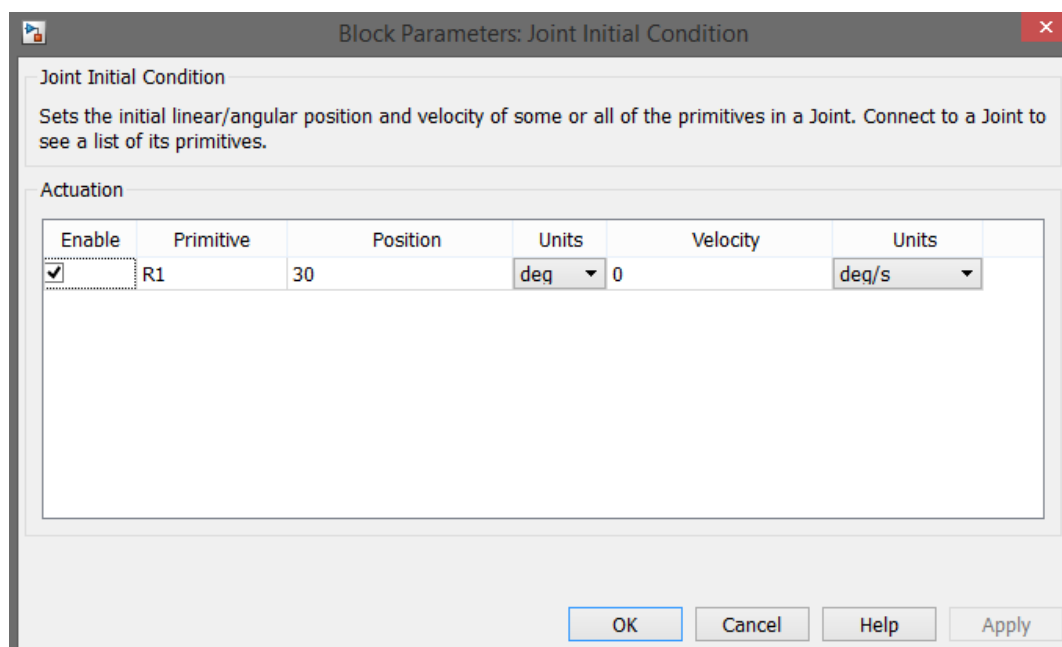 Block Parameters: Joint Initial Condition
Joint Initial Condition
Sets the initial linear/angular position and velocity of some or all of the primitives in a Joint. Connect to a Joint to
see a list of its primitives.
Actuation
Enable Primitive Position Units Velocity Units
R1 30 deg 0 deg/s
OK Cancel Help Apply